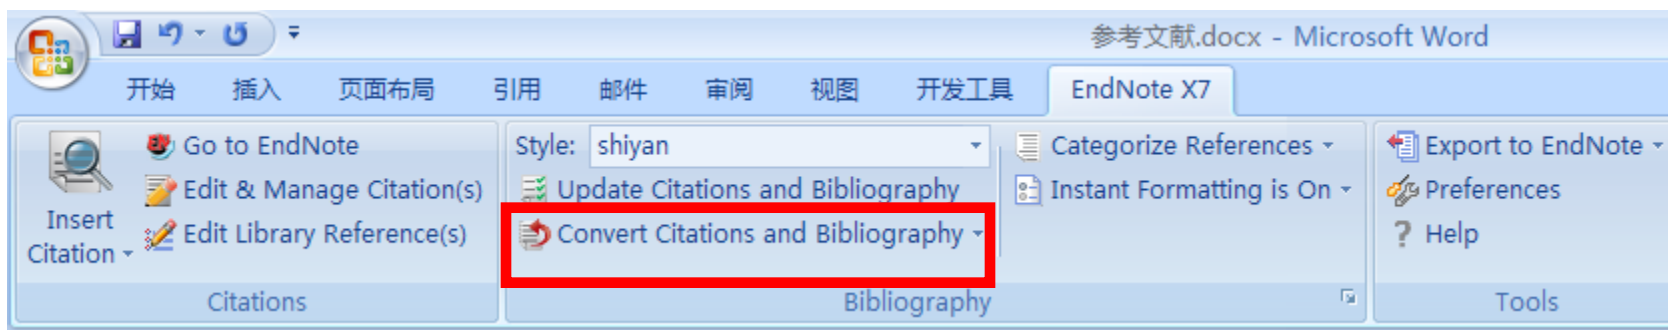 参考文献.docx - Microsoft Word
开始 插入 页面布局 引用 邮件 审阅 视图 开发工具 EndNote X7
Insert Citation
Go to EndNote
Edit & Manage Citation(s)
Edit Library Reference(s)
Citations
Style: shiyan
Update Citations and Bibliography
Convert Citations and Bibliography
Categorize References
Instant Formatting is On
Bibliography
Export to EndNote
Preferences
? Help
Tools